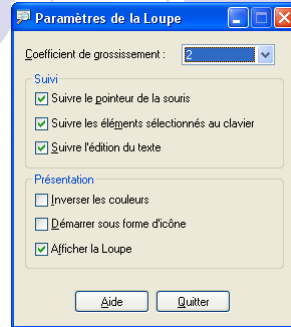 Paramètres de la Loupe
Coefficient de grossissement : 2
Suivi
Suivre le pointeur de la souris
Suivre les éléments sélectionnés au clavier
Suivre l'édition du texte
Présentation
Inverser les couleurs
Démarrer sous forme d'icône
Afficher la Loupe
Aide Quitter